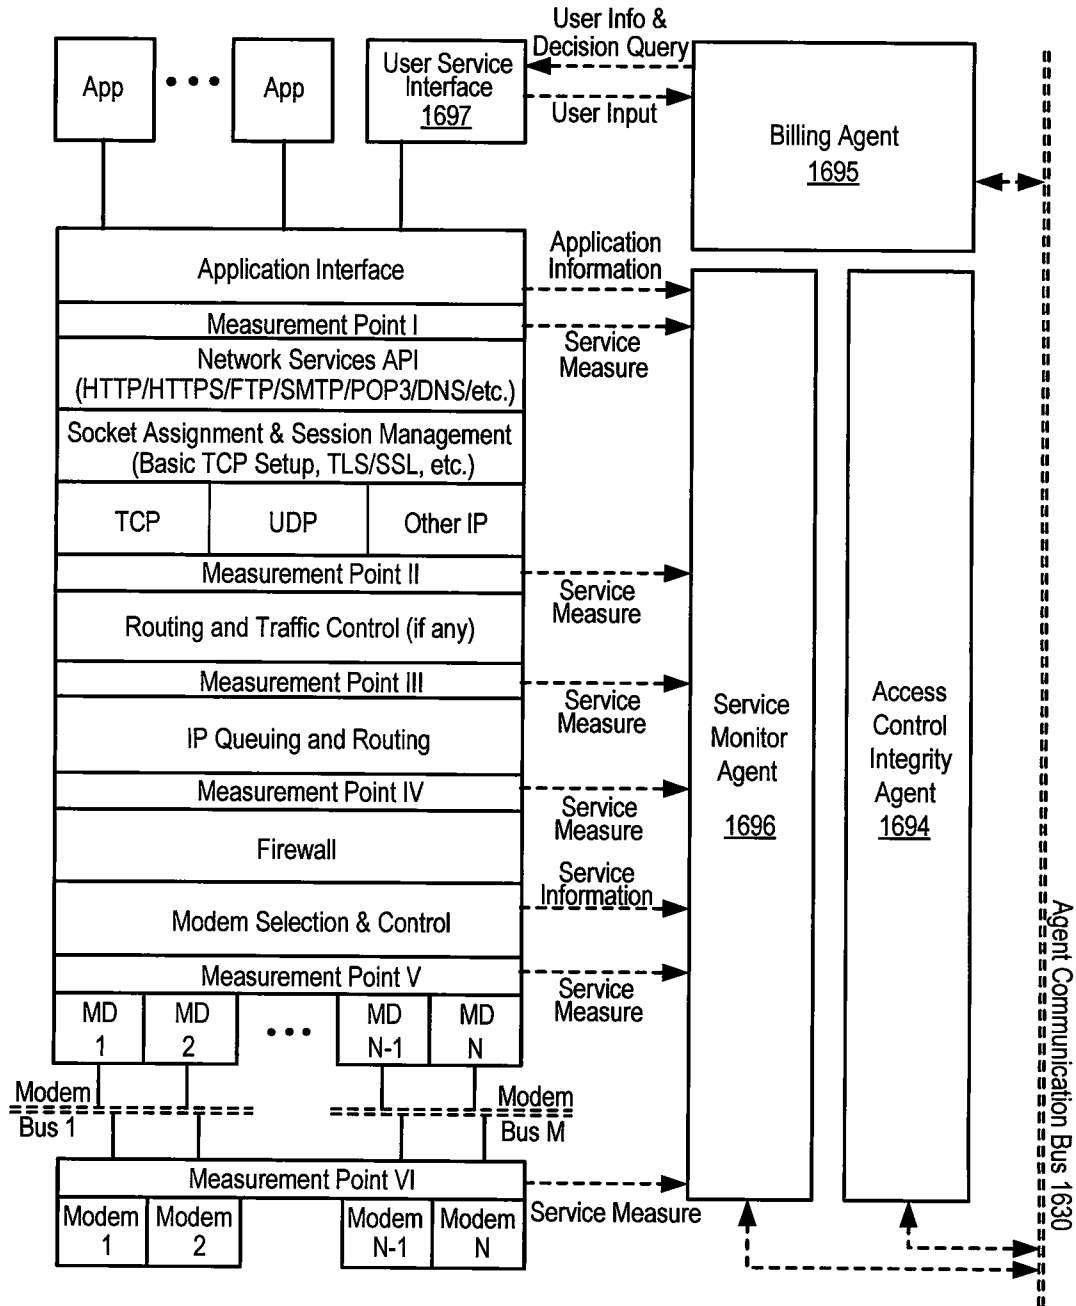 User Info &
Decision Query
User Input
App
App
User Service
Interface
1697
Billing Agent
1695
Application Interface
Application
Information
Measurement Point I
Service
Measure
Network Services API
(HTTP/HTTPS/FTP/SMTP/POP3/DNS/etc.)
Socket Assignment & Session Management
(Basic TCP Setup, TLS/SSL, etc.)
TCP
UDP
Other IP
Measurement Point II
Service
Measure
Routing and Traffic Control (if any)
Measurement Point III
Service
Measure
IP Queuing and Routing
Measurement Point IV
Service
Measure
Firewall
Service
Information
Modem Selection & Control
Measurement Point V
Service
Measure
MD
1
MD
2
MD
N-1
MD
N
Modem
Bus 1
Modem
Bus M
Measurement Point VI
Service Measure
Modem
1
Modem
2
Modem
N-1
Modem
N
Service
Monitor
Agent
1696
Access
Control
Integrity
Agent
1694
Agent Communication Bus 1630